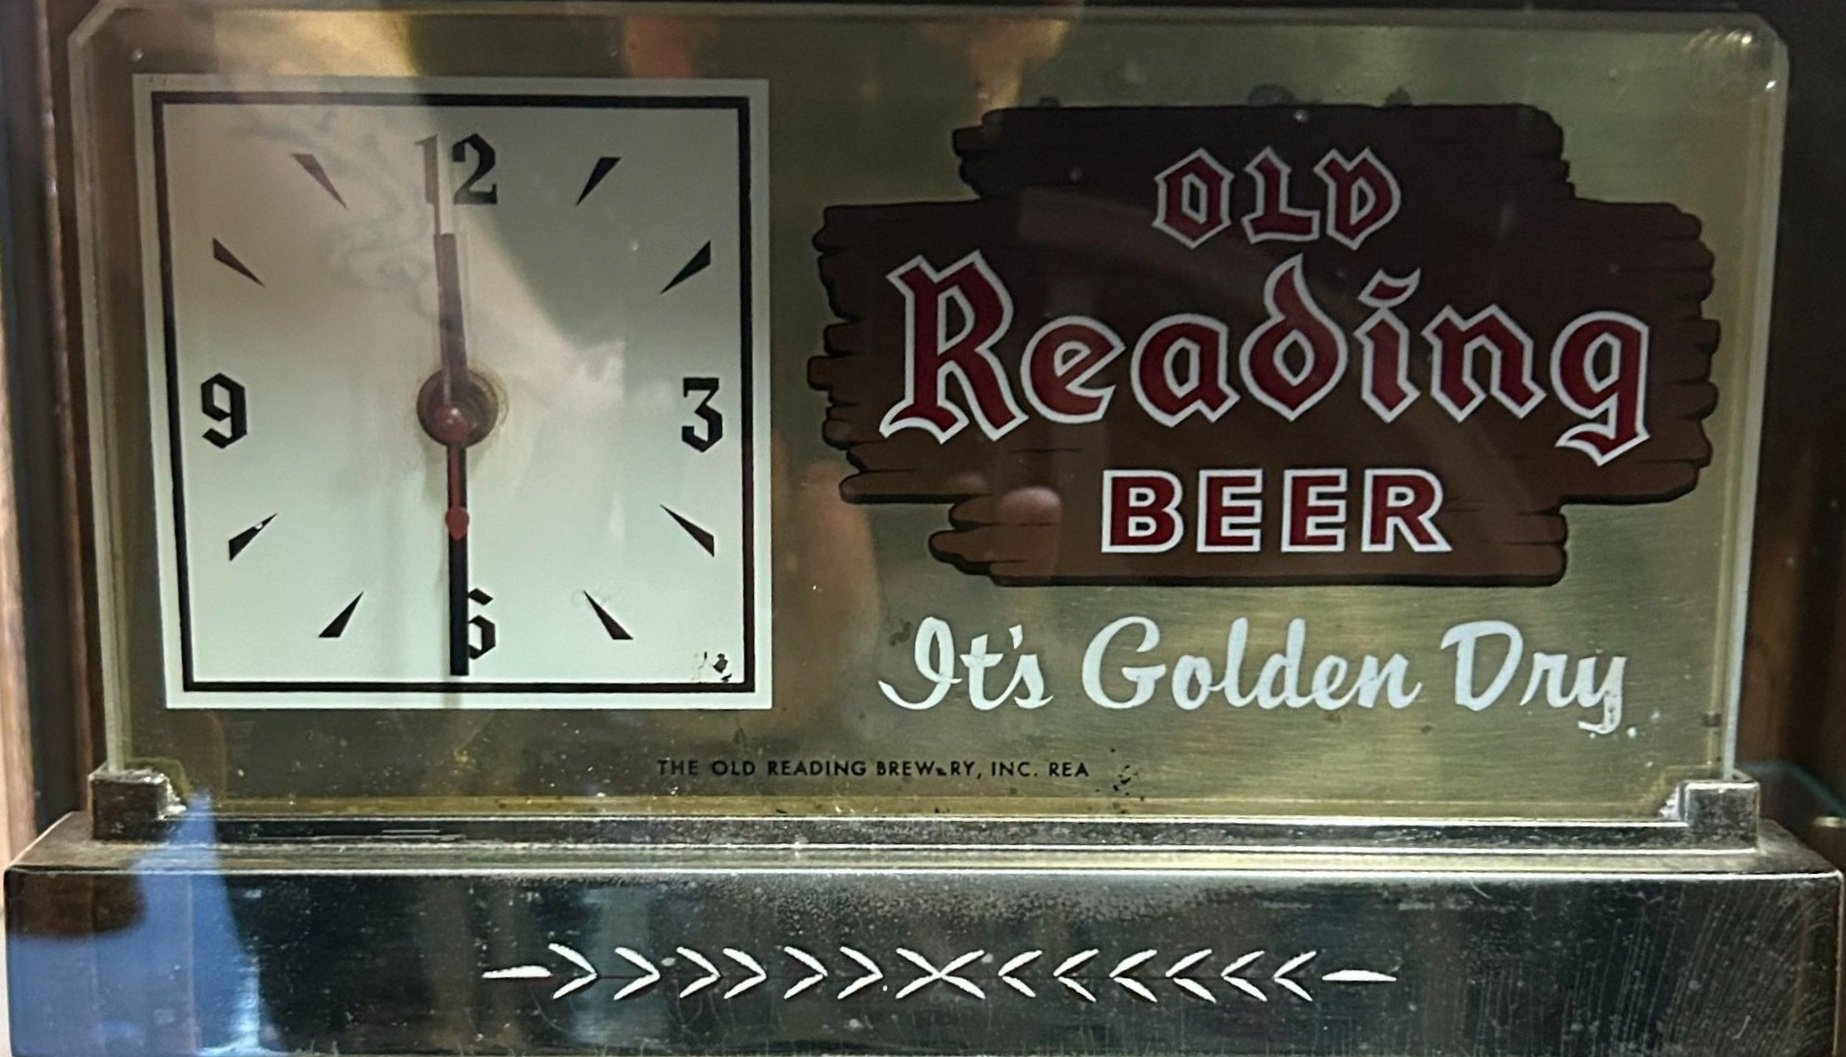 12
9
3
6
OLD
Reading
BEER
It's Golden Dry
THE OLD READING BREWERY, INC. REA